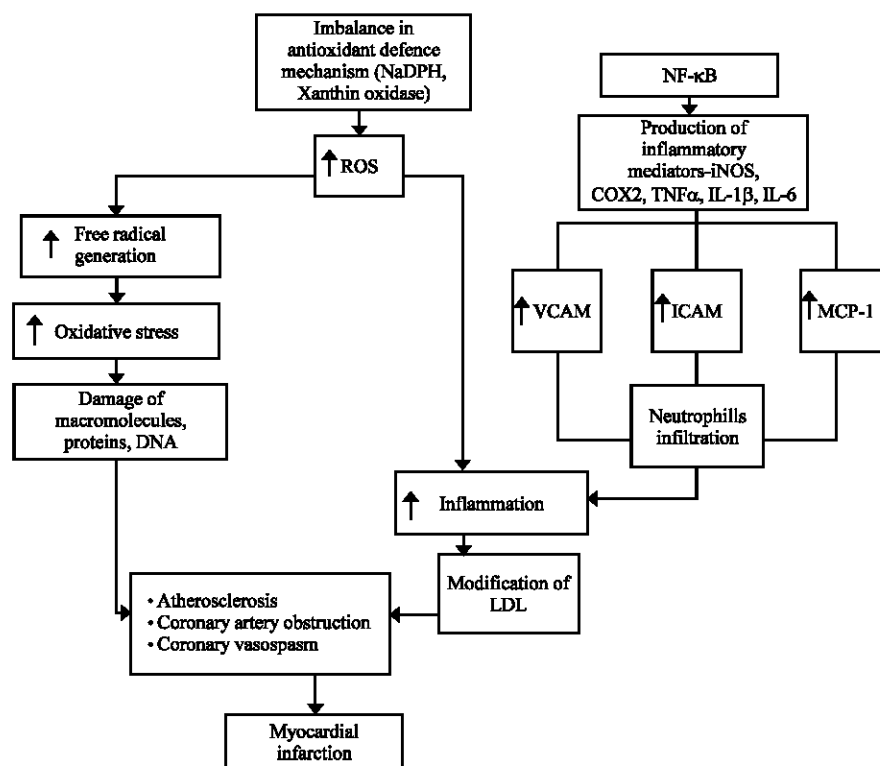 Imbalance in
antioxidant defence
mechanism (NaDPH,
Xanthin oxidase)
ROS
Free radical
generation
Oxidative stress
Damage of
macromolecules,
proteins, DNA
NF-κB
Production of
inflammatory
mediators-iNOS,
COX2, TNFα, IL-1β, IL-6
VCAM
ICAM
MCP-1
Neutrophills
infiltration
Inflammation
Modification of
LDL
• Atherosclerosis
• Coronary artery obstruction
• Coronary vasospasm
Myocardial
infarction